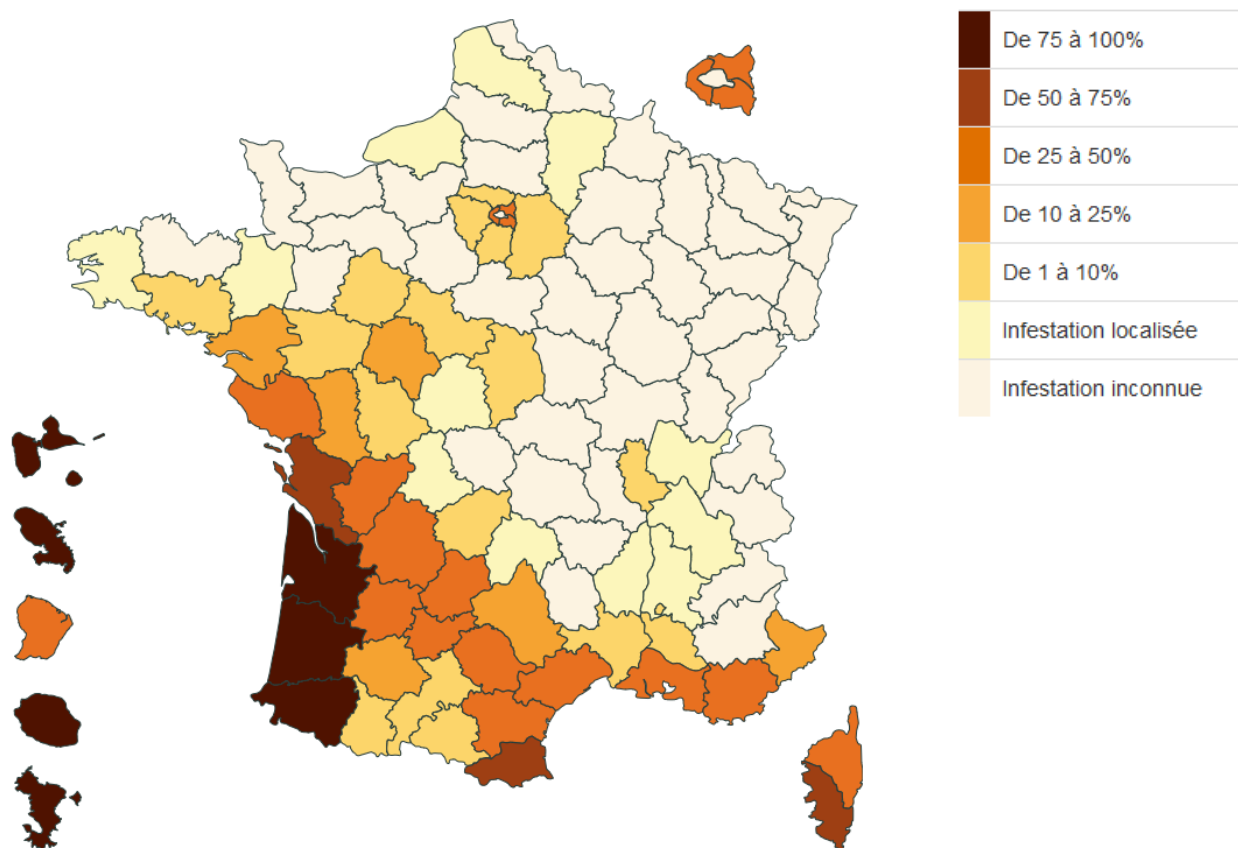 De 75 à 100%
De 50 à 75%
De 25 à 50%
De 10 à 25%
De 1 à 10%
Infestation localisée
Infestation inconnue